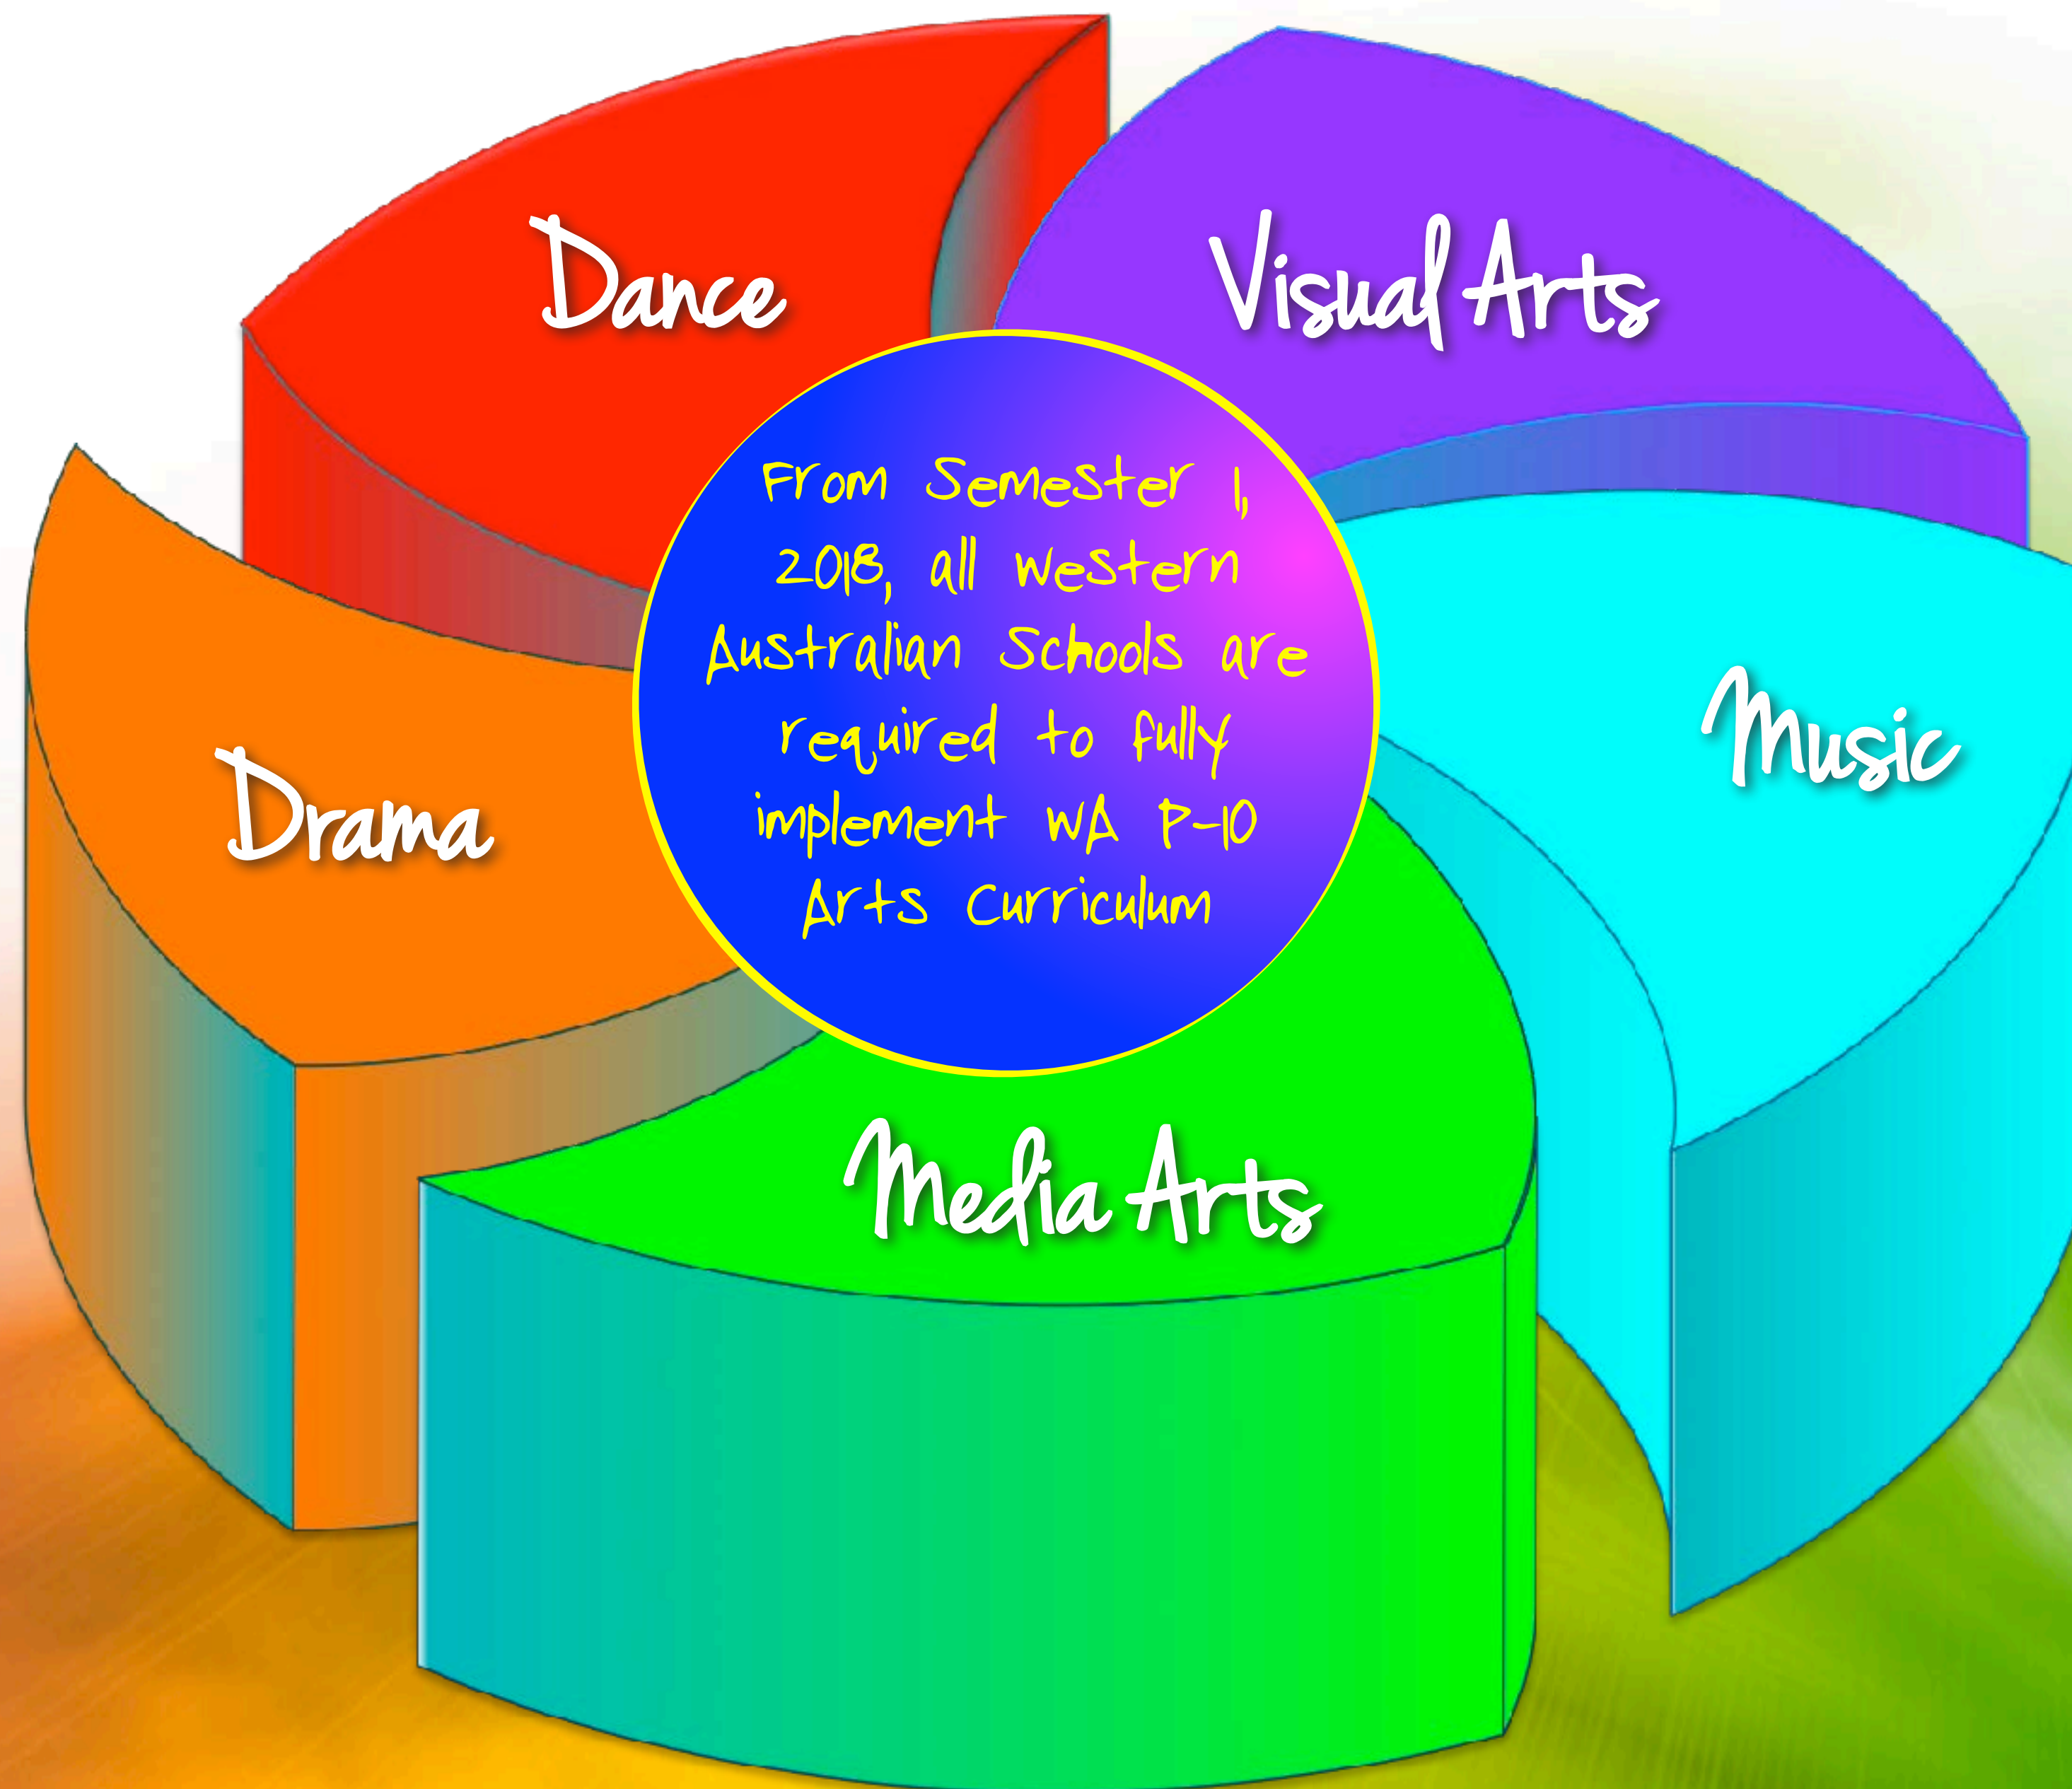 Dance
Visual Arts
From Semester 1,
2018, all western
Australian Schools are
required to fully
implement WA P-10
Arts Curriculum
Music
Drama
Media Arts